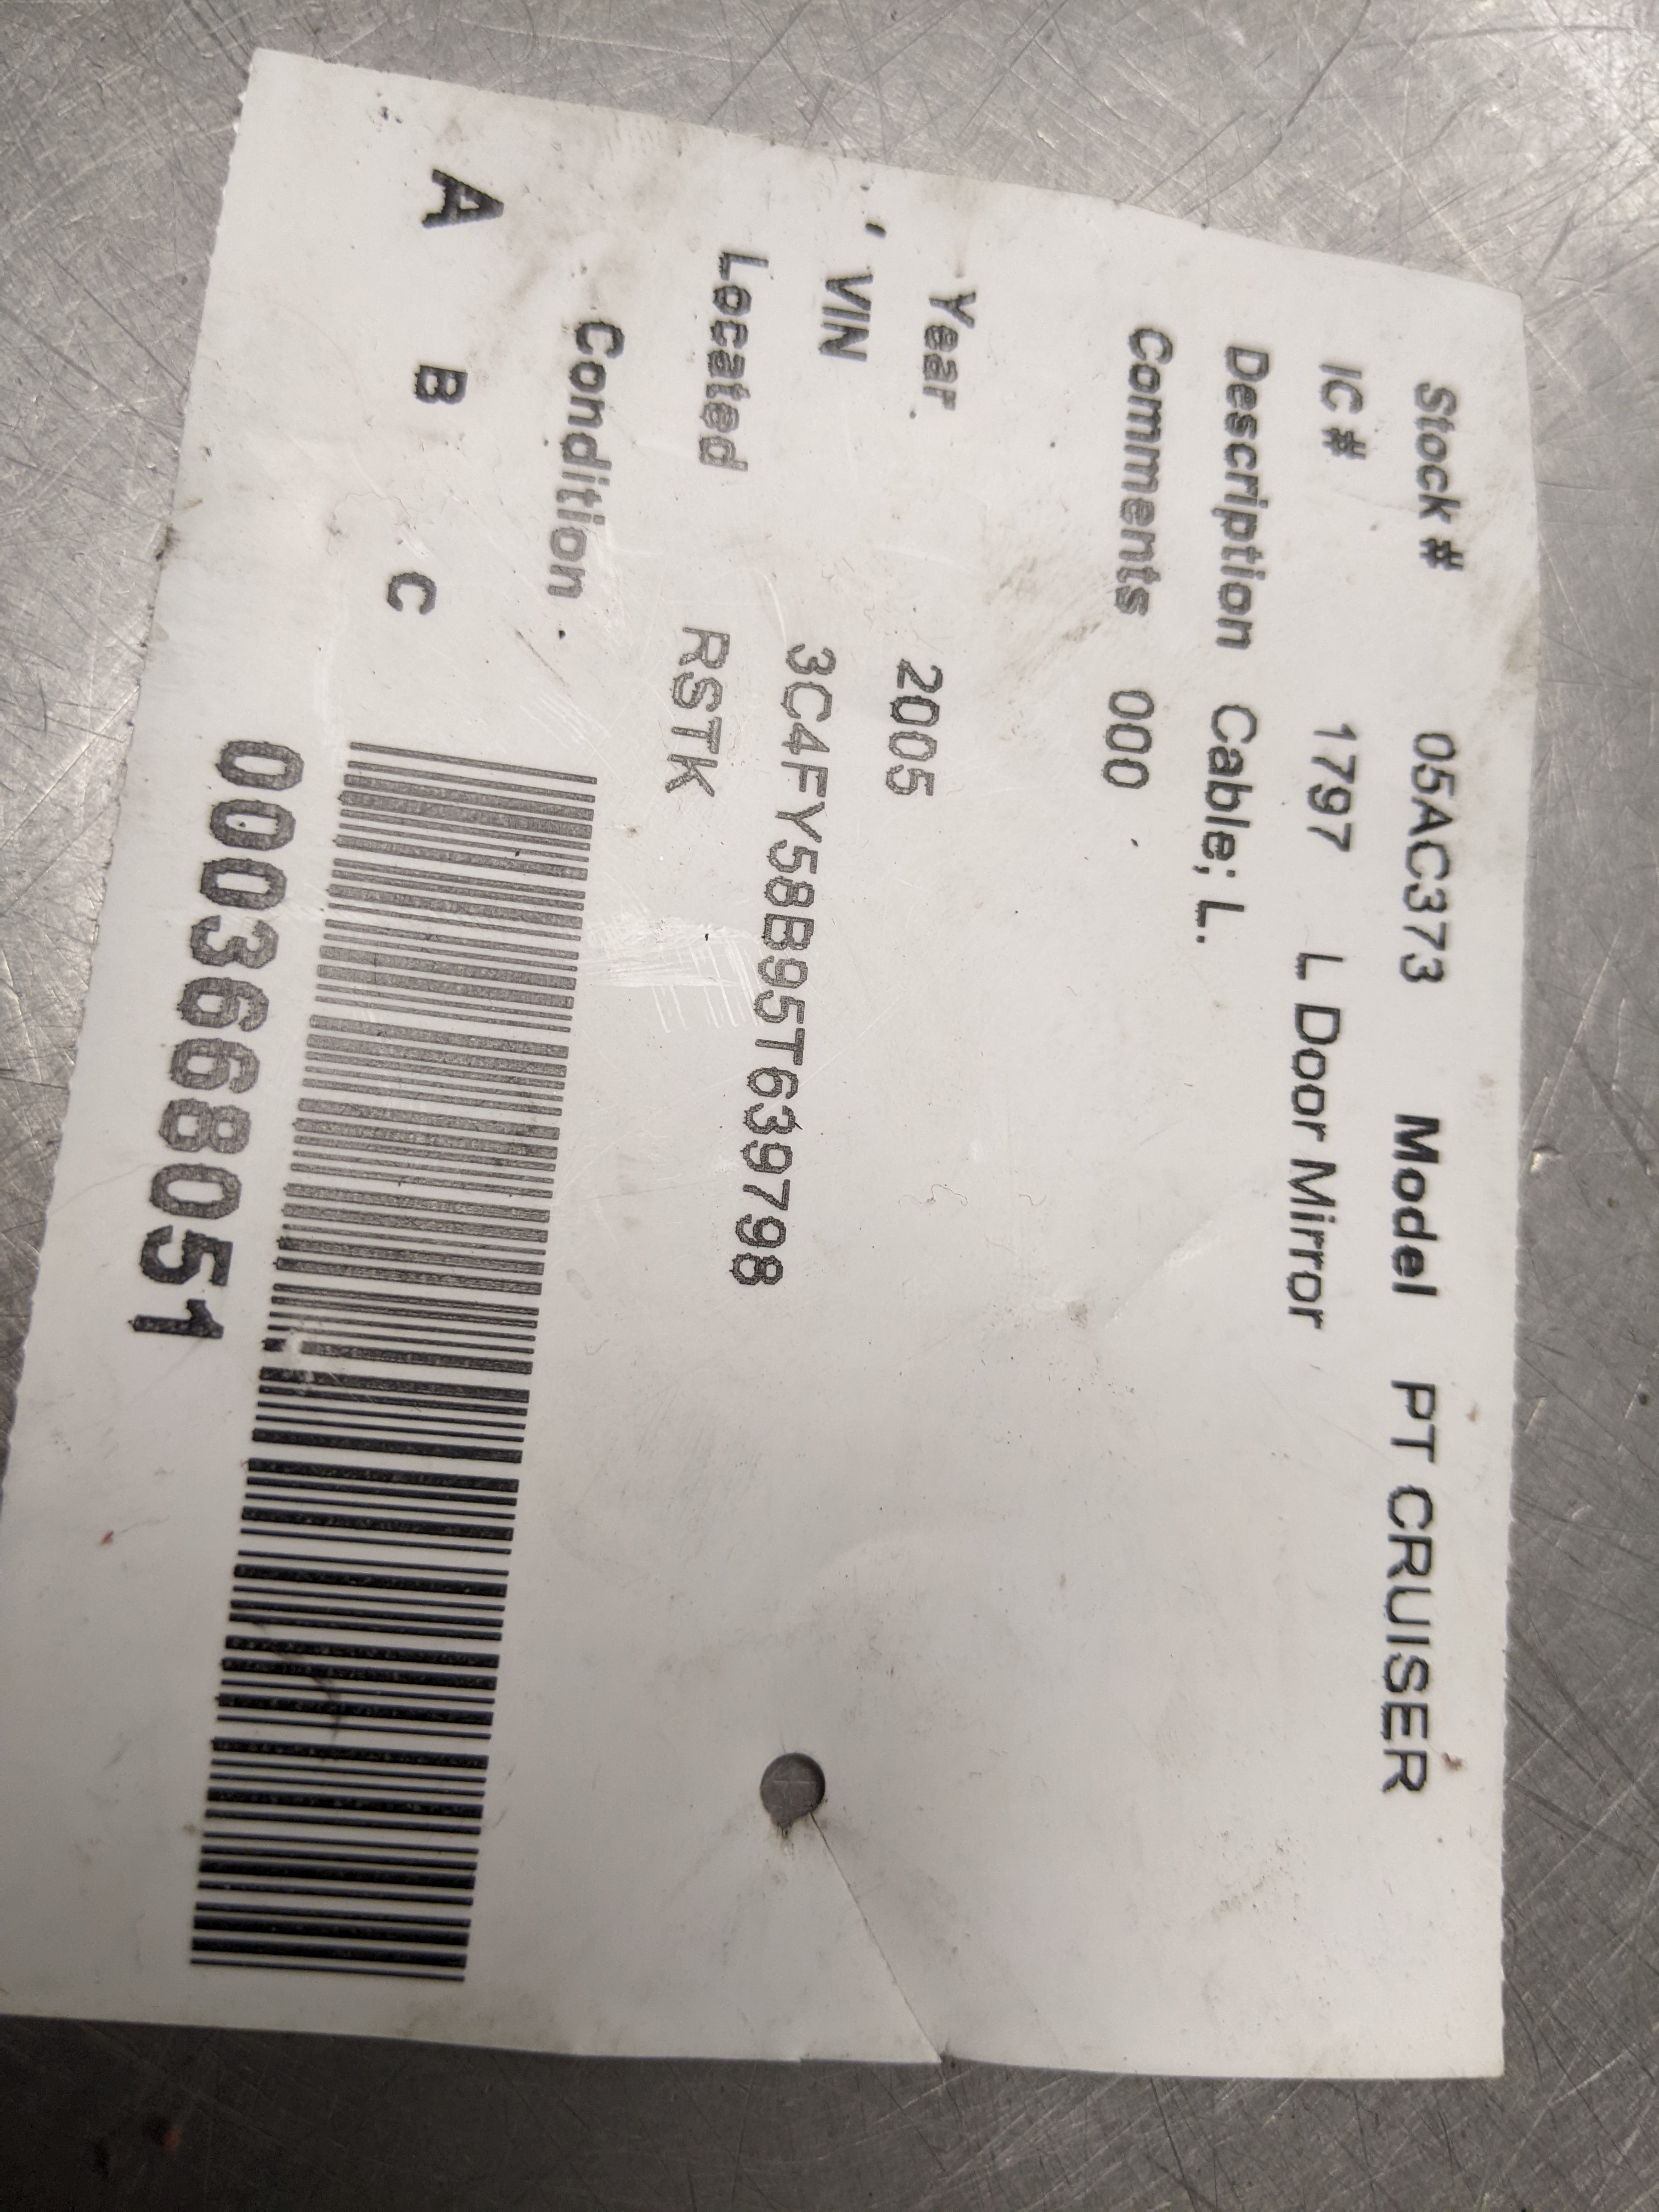 Stock # 05AC373 Model PT CRUISER
IC # 1797 L Door Mirror
Description Cable; L.
Comments 000
Year 2005
VIN 3C4FY58B95T639798
Located RSTK
Condition
A B C
0003668051